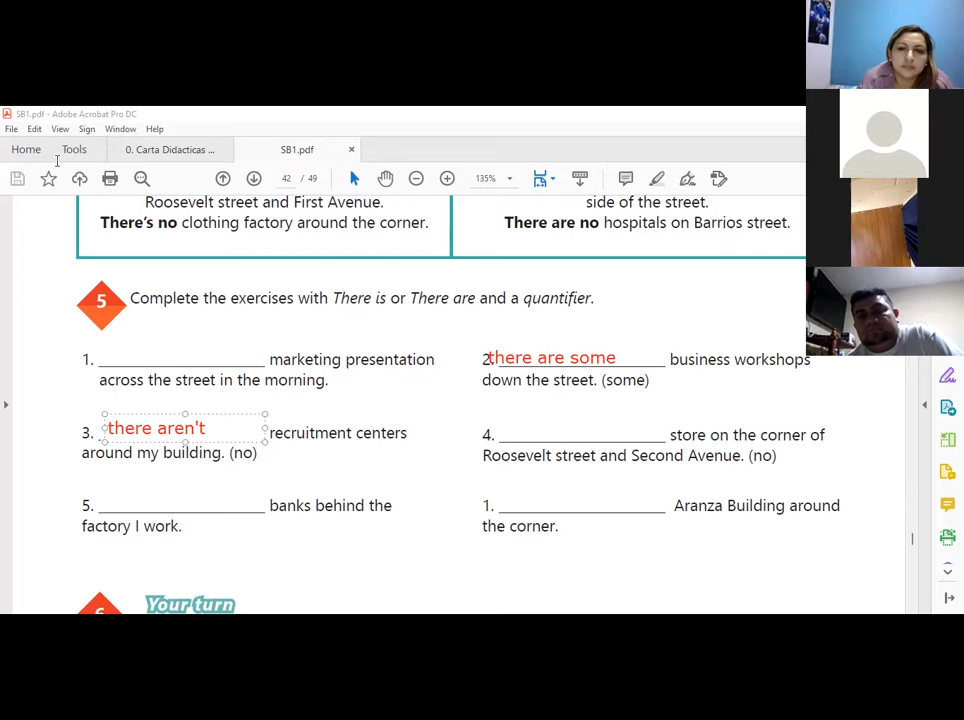 SB1.pdf - Adobe Acrobat Pro DC
File Edit View Sign Window Help
Home Tools 0. Carta Didacticas ... SB1.pdf ×
42 / 49 135%
Roosevelt street and First Avenue.
There's no clothing factory around the corner.
side of the street.
There are no hospitals on Barrios street.
5 Complete the exercises with There is or There are and a quantifier.
1. ____________________ marketing presentation
across the street in the morning.
2. there are some business workshops
down the street. (some)
3. there aren't recruitment centers
around my building. (no)
4. ____________________ store on the corner of
Roosevelt street and Second Avenue. (no)
5. ____________________ banks behind the
factory I work.
1. ____________________ Aranza Building around
the corner.
6 Your turn